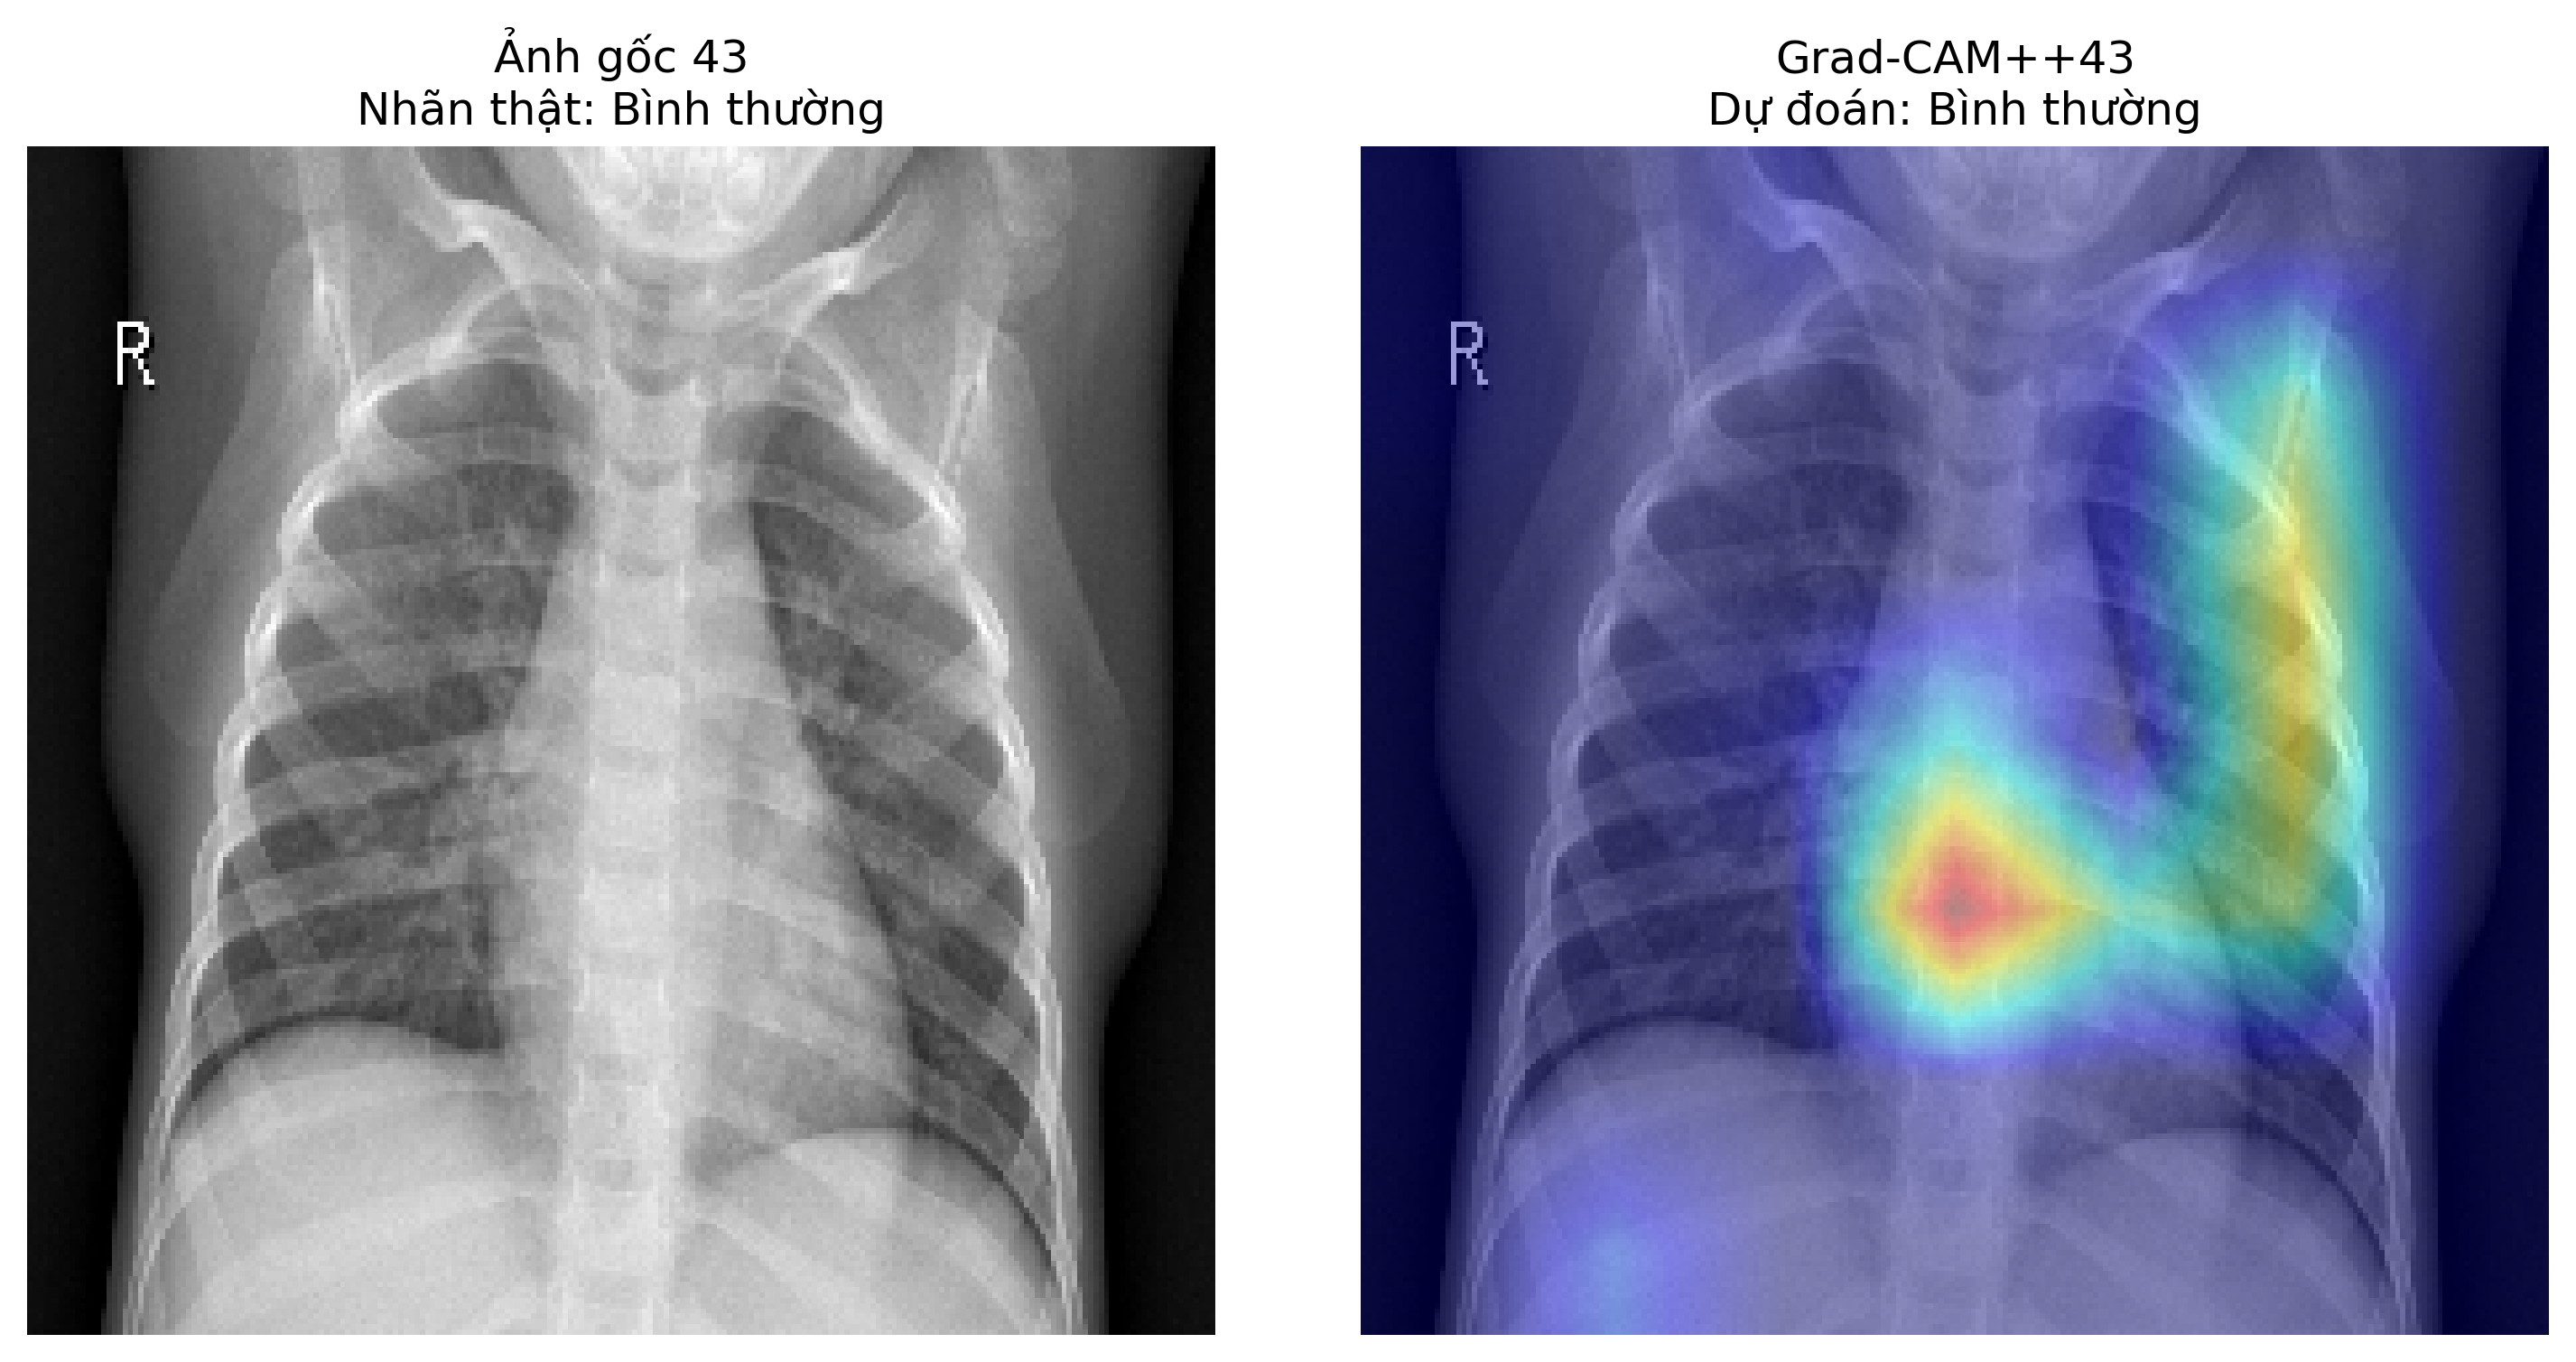 Ảnh gốc 43
Nhãn thật: Bình thường
Grad-CAM++43
Dự đoán: Bình thường
R
R